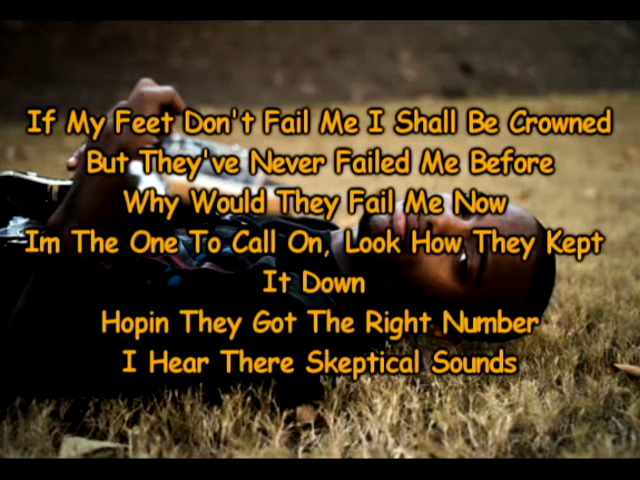 If My Feet Don't Fail Me I Shall Be Crowned
But They've Never Failed Me Before
Why Would They Fail Me Now
Im The One To Call On, Look How They Kept
It Down
Hopin They Got The Right Number
I Hear There Skeptical Sounds